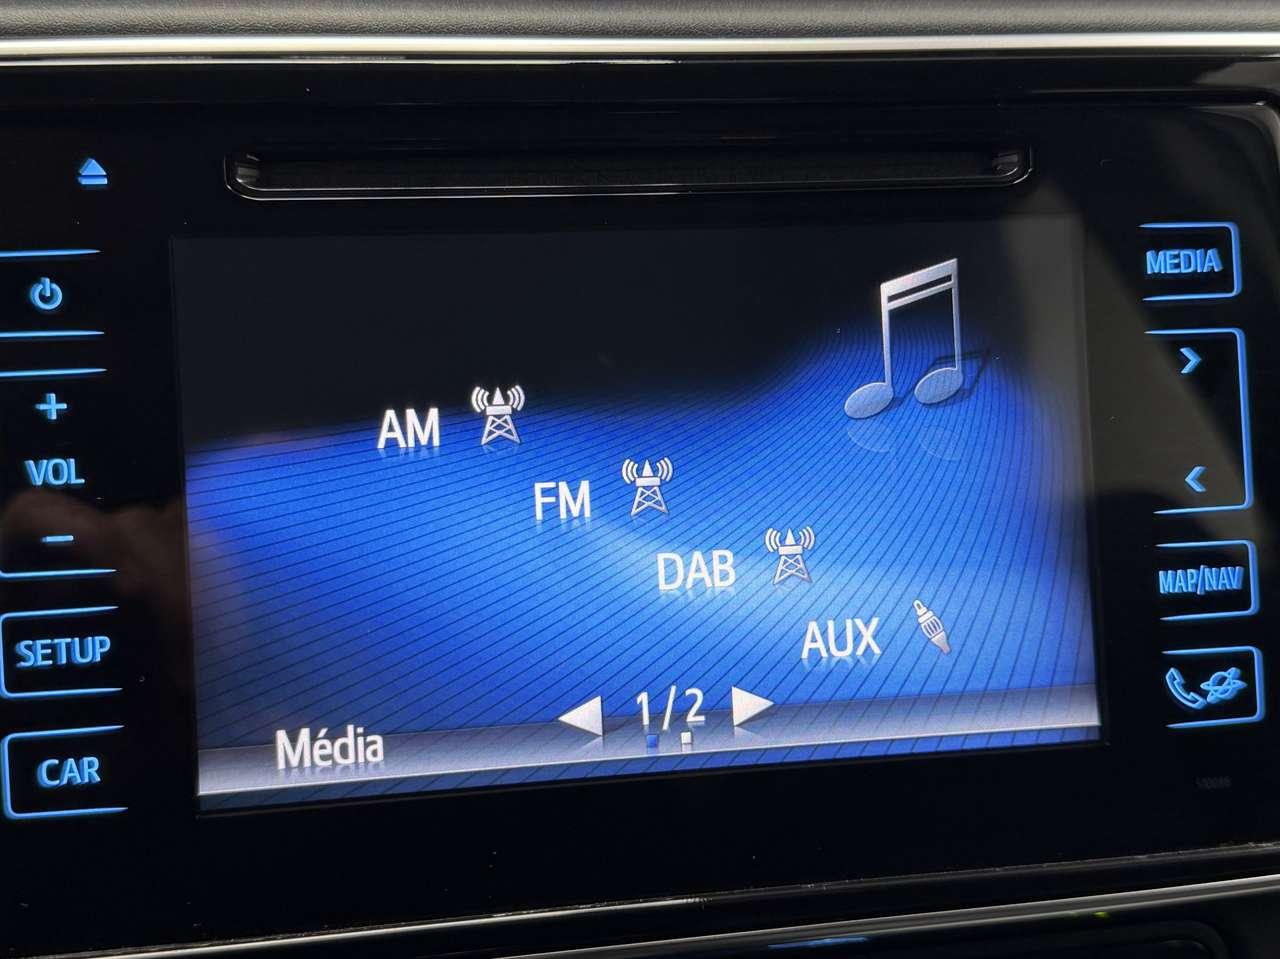 MEDIA
+
VOL
-
AM
FM
DAB
MAP/NAV
AUX
SETUP
1/2
Média
CAR